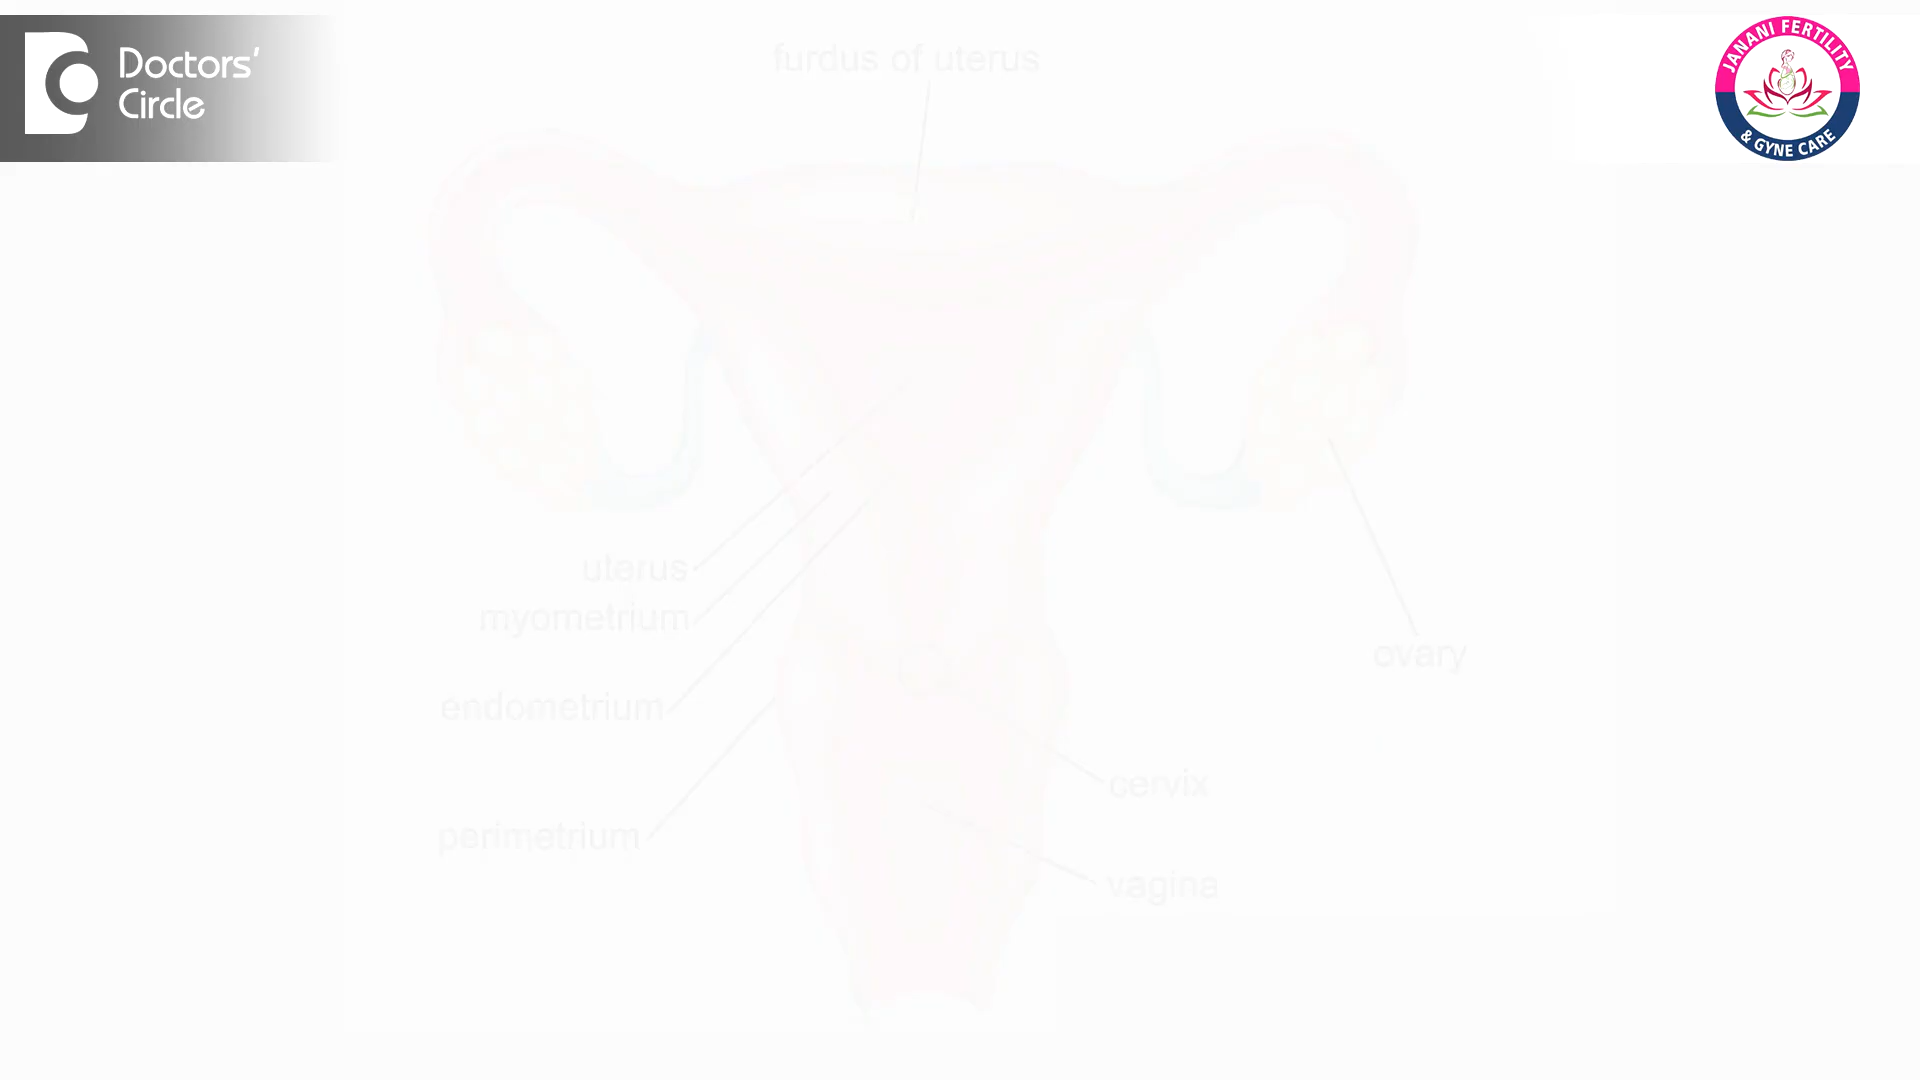 Doctors'
Circle
JANANI FERTILITY
& GYNE CARE
furdus of uterus
uterus
myometrium
endometrium
perimetrium
ovary
cervix
vagina